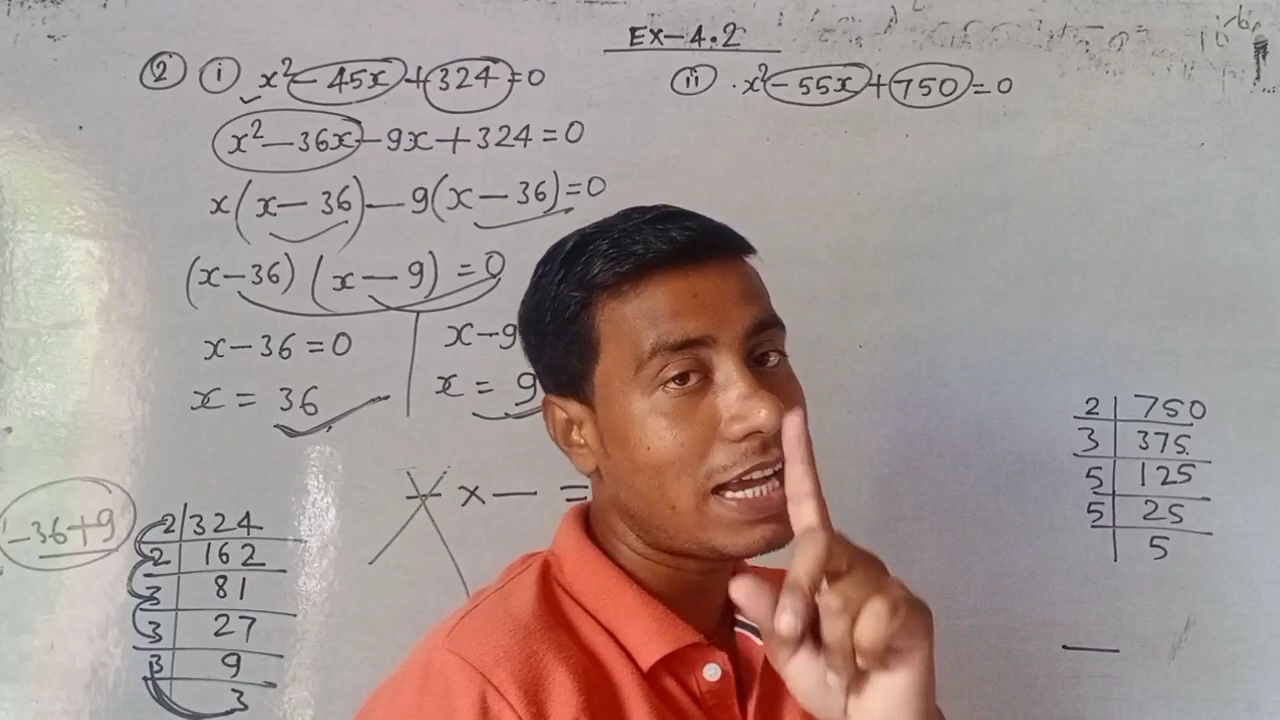 Ex-4.2
② ⓘ x² - 45x + 324 = 0
x² - 36x - 9x + 324 = 0
x(x - 36) - 9(x - 36) = 0
(x - 36) (x - 9) = 0
x - 36 = 0 | x - 9
x = 36 | x = 9
+ × - =
-36+9
2 | 324
2 | 162
3 | 81
3 | 27
3 | 9
3
ⓘⓘ x² - 55x + 750 = 0
2 | 750
3 | 375
5 | 125
5 | 25
| 5